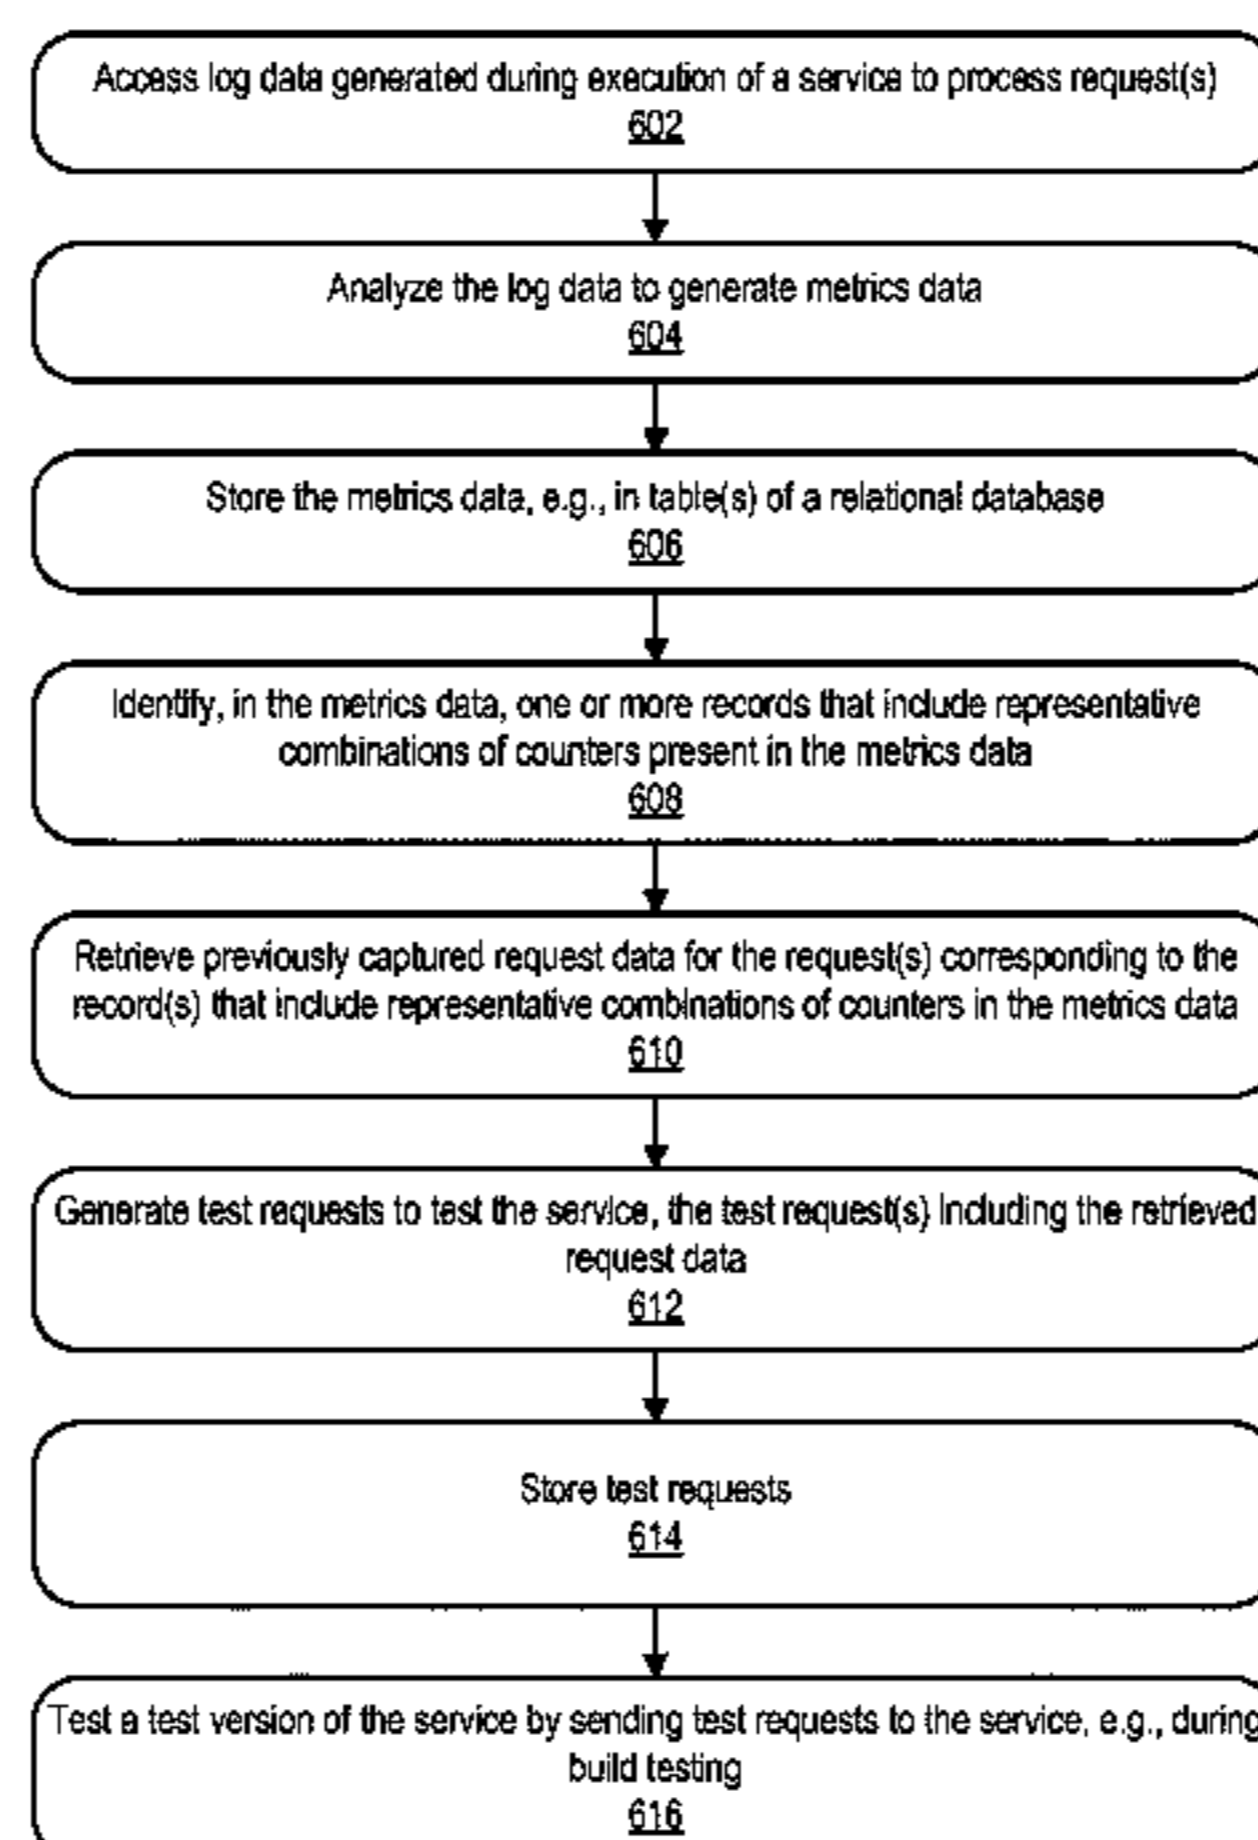 Access log data generated during execution of a service to process request(s)
602
Analyze the log data to generate metrics data
604
Store the metrics data, e.g., in table(s) of a relational database
606
Identify, in the metrics data, one or more records that include representative
combinations of counters present in the metrics data
608
Retrieve previously captured request data for the request(s) corresponding to the
record(s) that include representative combinations of counters in the metrics data
610
Generate test requests to test the service, the test request(s) including the retrieved
request data
612
Store test requests
614
Test a test version of the service by sending test requests to the service, e.g., during
build testing
616